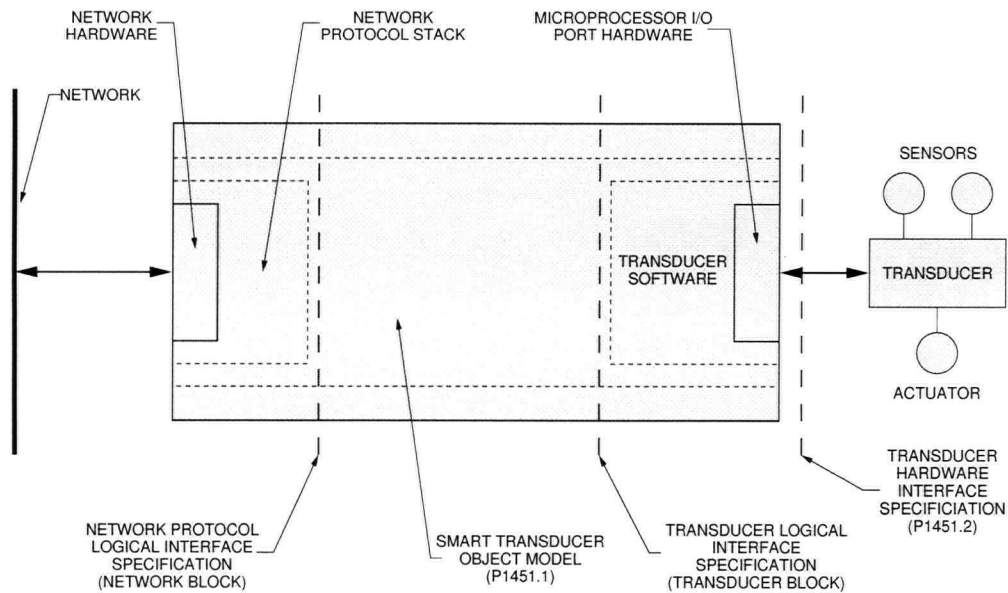 NETWORK
HARDWARE
NETWORK
PROTOCOL STACK
MICROPROCESSOR I/O
PORT HARDWARE
NETWORK
SENSORS
TRANSDUCER
SOFTWARE
TRANSDUCER
ACTUATOR
TRANSDUCER
HARDWARE
INTERFACE
SPECIFICIATION
(P1451.2)
NETWORK PROTOCOL
LOGICAL INTERFACE
SPECIFICATION
(NETWORK BLOCK)
SMART TRANSDUCER
OBJECT MODEL
(P1451.1)
TRANSDUCER LOGICAL
INTERFACE
SPECIFICATION
(TRANSDUCER BLOCK)